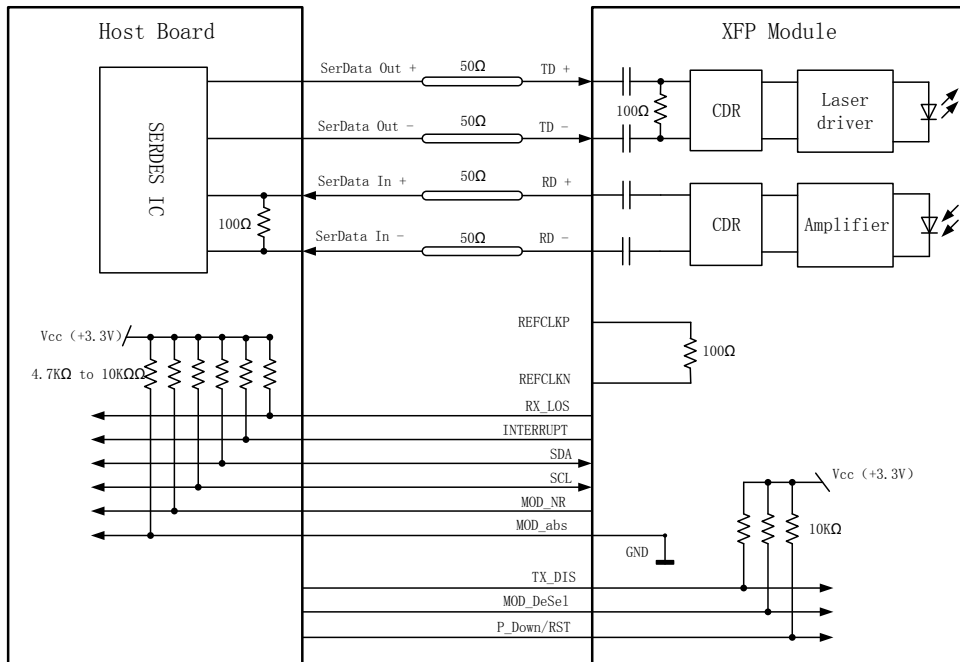 Host Board
XFP Module
SERDES IC
SerData Out +
50Ω
TD +
SerData Out -
50Ω
TD -
SerData In +
50Ω
RD +
SerData In -
50Ω
RD -
100Ω
100Ω
CDR
Laser
driver
CDR
Amplifier
REFCLKP
100Ω
REFCLKN
Vcc (+3.3V)
4.7KΩ to 10KΩΩ
RX_LOS
INTERRUPT
SDA
SCL
MOD_NR
MOD_abs
GND
Vcc (+3.3V)
10KΩ
TX_DIS
MOD_DeSel
P_Down/RST